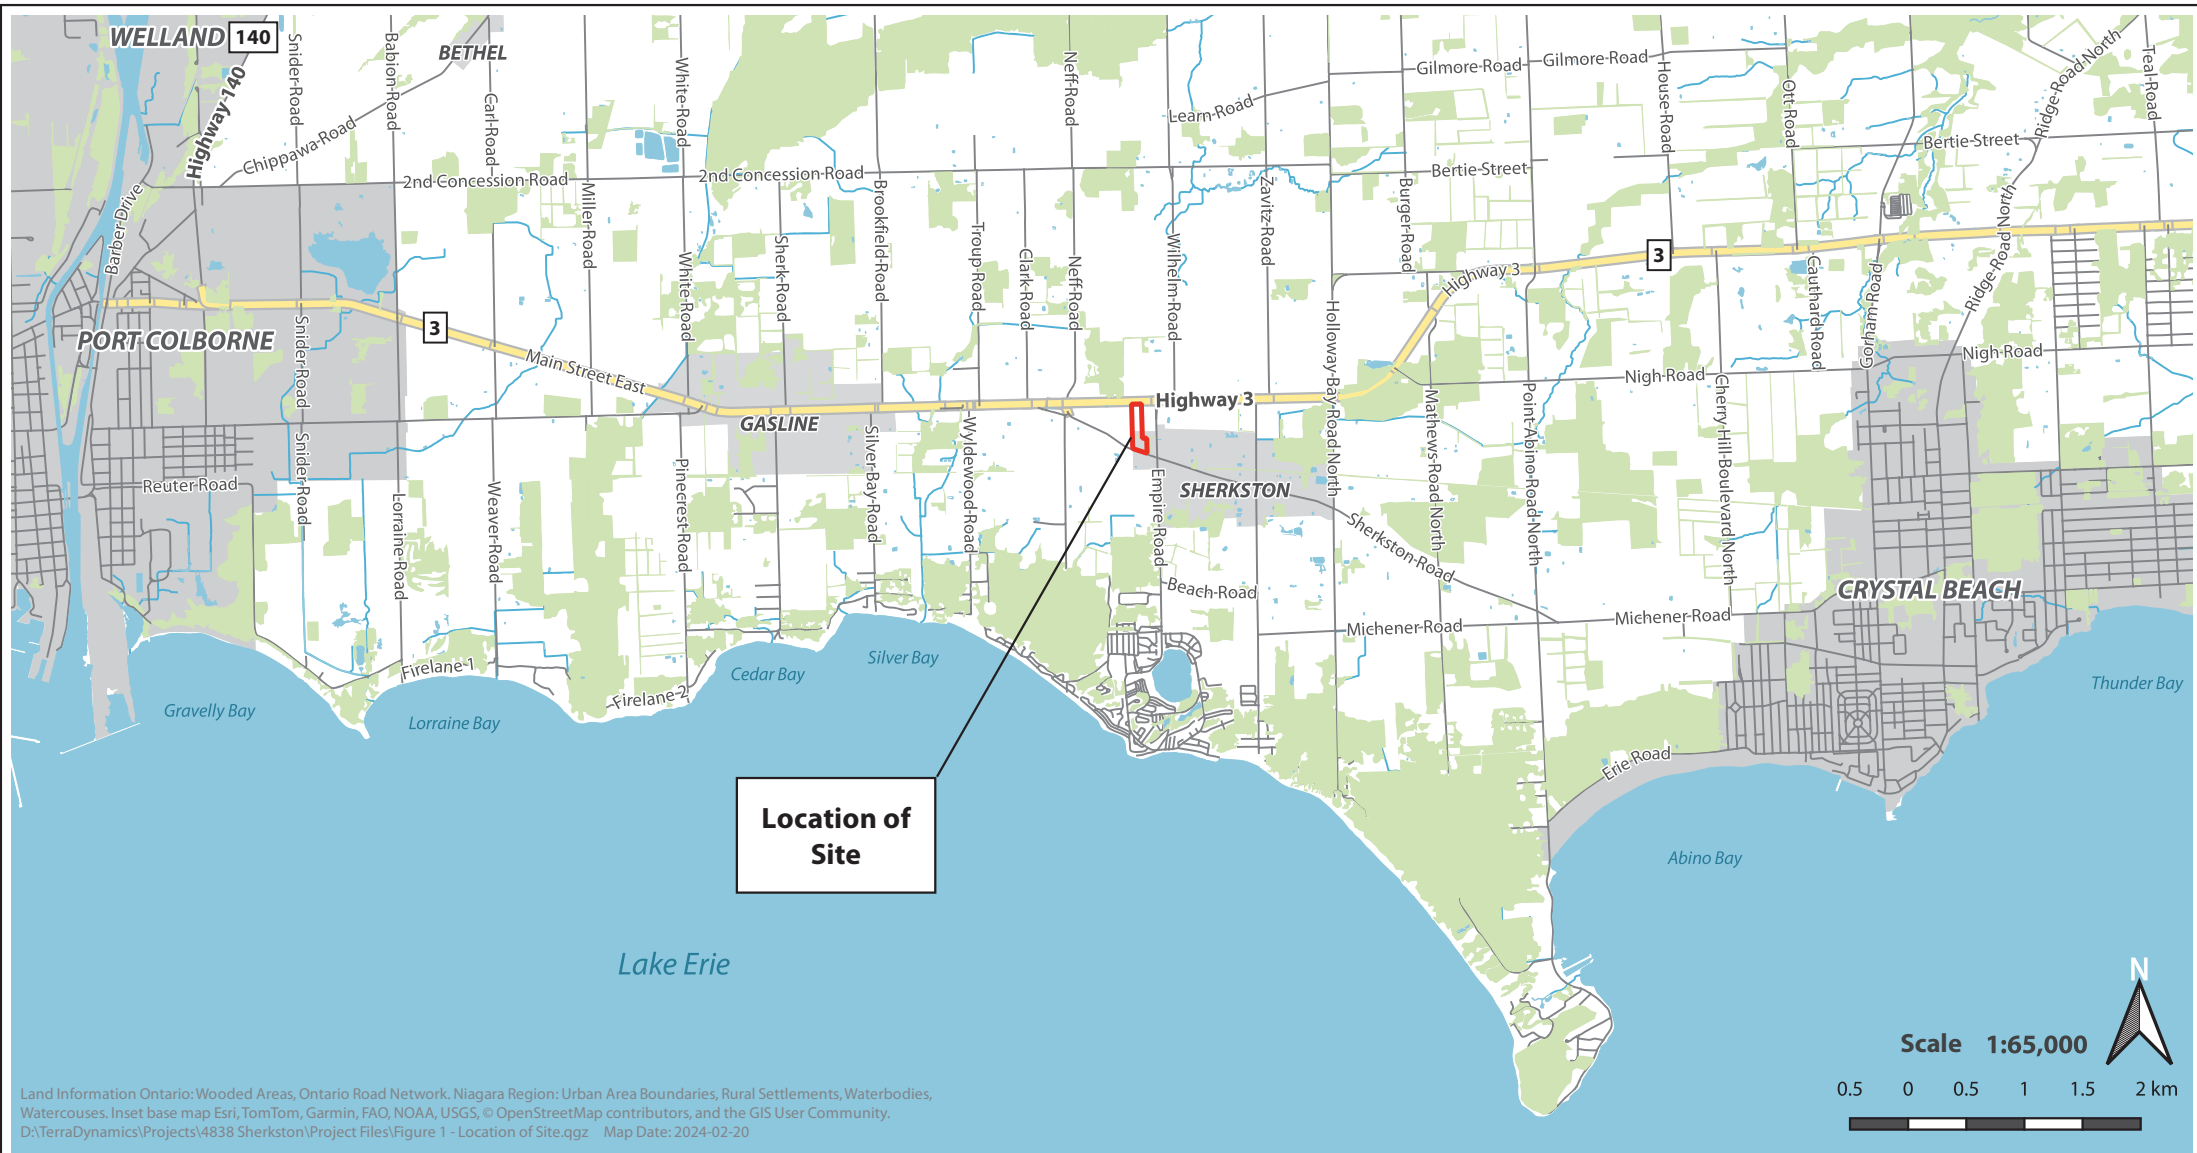 WELLAND
140
Highway 140
Snider Road
Babion Road
BETHEL
Carl Road
White Road
Neff Road
Learn Road
Gilmore Road
Gilmore Road
House Road
Ott Road
Ridge Road North
Teal Road
Chippawa Road
Barber Drive
2nd Concession Road
2nd Concession Road
Bertie Street
Bertie Street
Miller Road
White Road
Sherk Road
Brookfield Road
Troup Road
Clark Road
Neff Road
Wilhelm Road
Zavitz Road
Holloway Bay Road North
Burger Road
Highway 3
3
Cauthard Road
Gorham Road
Ridge Road North
PORT COLBORNE
Snider Road
3
Main Street East
GASLINE
Highway 3
Nigh Road
Nigh Road
Reuter Road
Snider Road
Lorraine Road
Weaver Road
Pinecrest Road
Silver Bay Road
Wyldewood Road
Empire Road
SHERKSTON
Sherkston Road
Mathews Road North
Point Abino Road North
Cherry Hill Boulevard North
Beach Road
Michener Road
Michener Road
CRYSTAL BEACH
Firelane 1
Firelane 2
Erie Road
Gravelly Bay
Lorraine Bay
Cedar Bay
Silver Bay
Thunder Bay
Abino Bay
Location of
Site
Lake Erie
N
Scale 1:65,000
0.5 0 0.5 1 1.5 2 km
Land Information Ontario: Wooded Areas, Ontario Road Network. Niagara Region: Urban Area Boundaries, Rural Settlements, Waterbodies,
Watercouses. Inset base map Esri, TomTom, Garmin, FAO, NOAA, USGS, © OpenStreetMap contributors, and the GIS User Community.
D:\TerraDynamics\Projects\4838 Sherkston\Project Files\Figure 1 - Location of Site.qgz Map Date: 2024-02-20